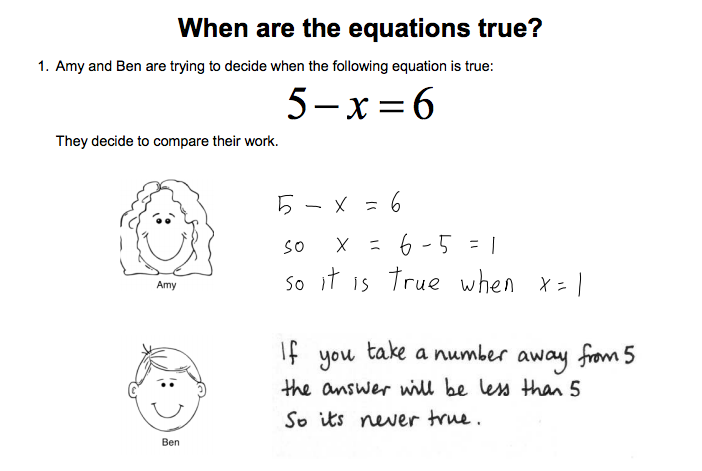 When are the equations true?
1. Amy and Ben are trying to decide when the following equation is true:
5 − x = 6
They decide to compare their work.
5 − x = 6
so x = 6 - 5 = 1
so it is true when x = 1
Amy
If you take a number away from 5
the answer will be less than 5
So its never true.
Ben